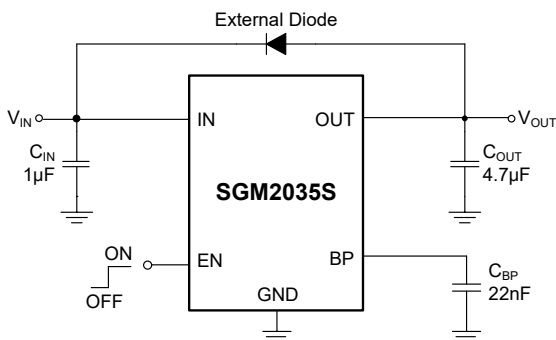 External Diode
V_IN
IN
OUT
V_OUT
C_IN
1µF
C_OUT
4.7µF
SGM2035S
ON
OFF
EN
BP
C_BP
22nF
GND